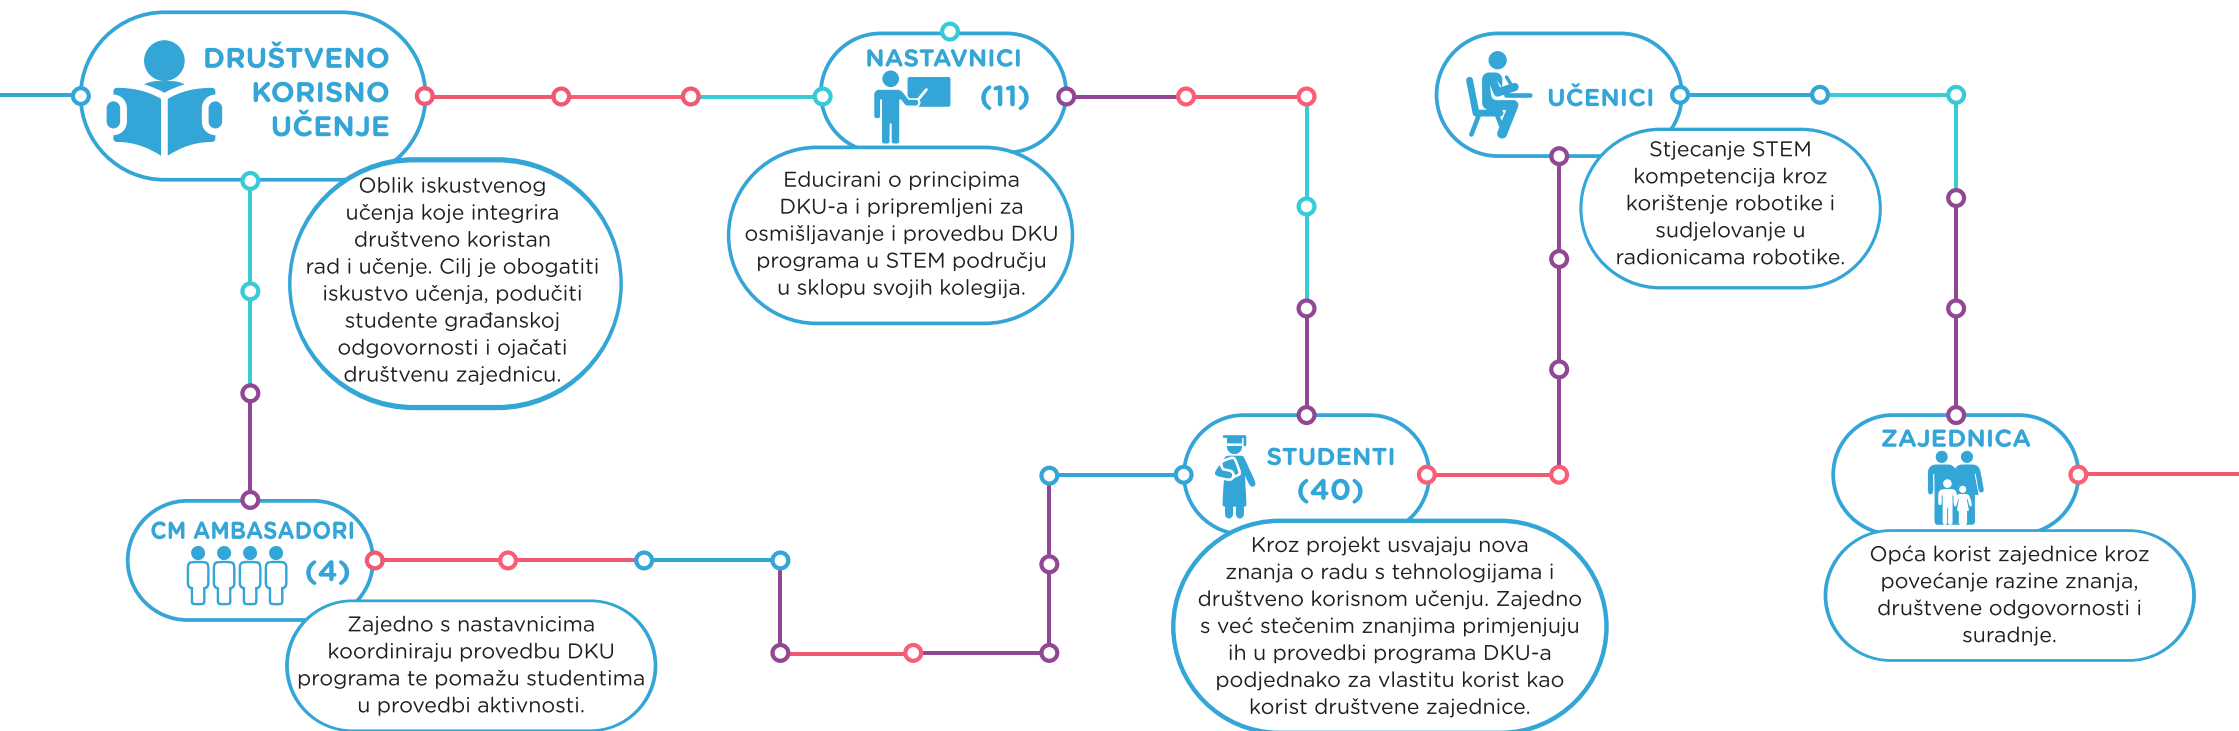 DRUŠTVENO
KORISNO
UČENJE
Oblik iskustvenog
učenja koje integrira
društveno koristan
rad i učenje. Cilj je obogatiti
iskustvo učenja, podučiti
studente građanskoj
odgovornosti i ojačati
društvenu zajednicu.
NASTAVNICI
(11)
Educirani o principima
DKU-a i pripremljeni za
osmišljavanje i provedbu DKU
programa u STEM području
u sklopu svojih kolegija.
UČENICI
Stjecanje STEM
kompetencija kroz
korištenje robotike i
sudjelovanje u
radionicama robotike.
CM AMBASADORI
(4)
Zajedno s nastavnicima
koordiniraju provedbu DKU
programa te pomažu studentima
u provedbi aktivnosti.
STUDENTI
(40)
Kroz projekt usvajaju nova
znanja o radu s tehnologijama i
društveno korisnom učenju. Zajedno
s već stečenim znanjima primjenjuju
ih u provedbi programa DKU-a
podjednako za vlastitu korist kao
korist društvene zajednice.
ZAJEDNICA
Opća korist zajednice kroz
povećanje razine znanja,
društvene odgovornosti i
suradnje.